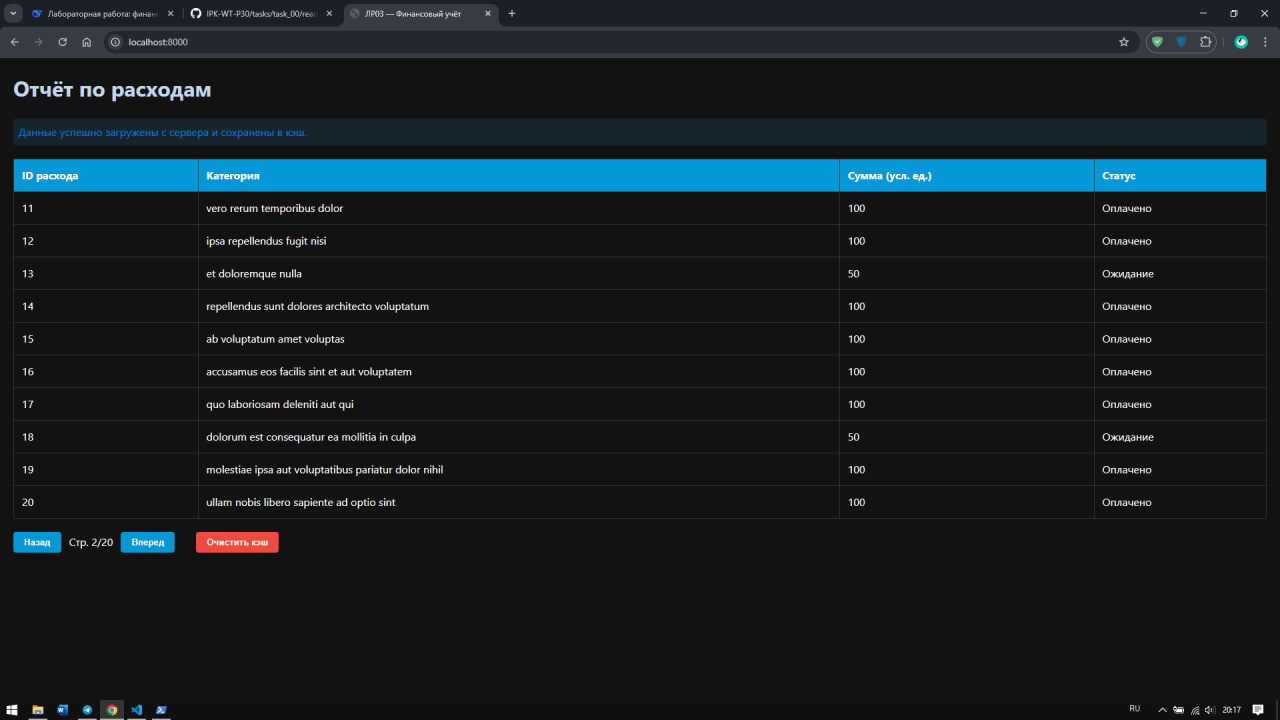 Лабораторная работа: финан
IPK-WT-P30/tasks/task_00/read
ЛР03 — Финансовый учёт
localhost:8000
Отчёт по расходам
Данные успешно загружены с сервера и сохранены в кэш.
ID расхода Категория Сумма (усл. ед.) Статус
11 vero rerum temporibus dolor 100 Оплачено
12 ipsa repellendus fugit nisi 100 Оплачено
13 et doloremque nulla 50 Ожидание
14 repellendus sunt dolores architecto voluptatum 100 Оплачено
15 ab voluptatum amet voluptas 100 Оплачено
16 accusamus eos facilis sint et aut voluptatem 100 Оплачено
17 quo laboriosam deleniti aut qui 100 Оплачено
18 dolorum est consequatur ea mollitia in culpa 50 Ожидание
19 molestiae ipsa aut voluptatibus pariatur dolor nihil 100 Оплачено
20 ullam nobis libero sapiente ad optio sint 100 Оплачено
Назад Стр. 2/20 Вперед Очистить кэш
RU 20:17